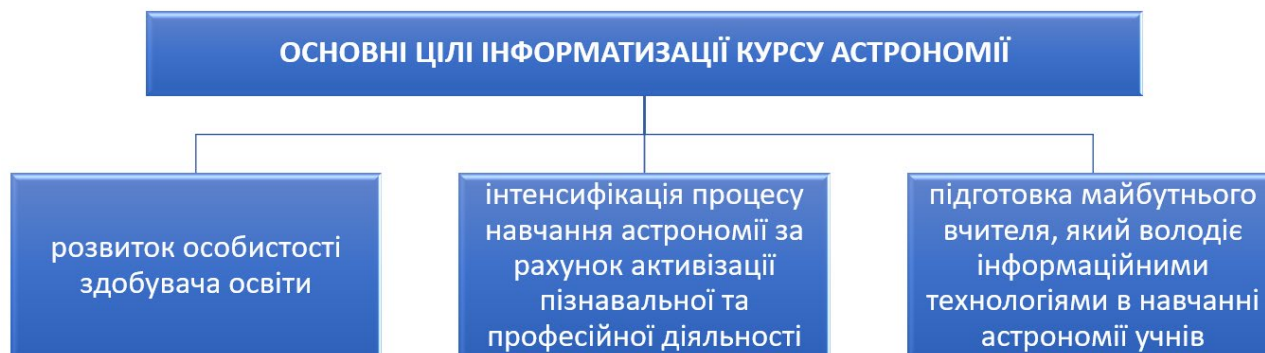 ОСНОВНІ ЦІЛІ ІНФОРМАТИЗАЦІЇ КУРСУ АСТРОНОМІЇ
розвиток особистості
здобувача освіти
інтенсифікація процесу
навчання астрономії за
рахунок активізації
пізнавальної та
професійної діяльності
підготовка майбутнього
вчителя, який володіє
інформаційними
технологіями в навчанні
астрономії учнів